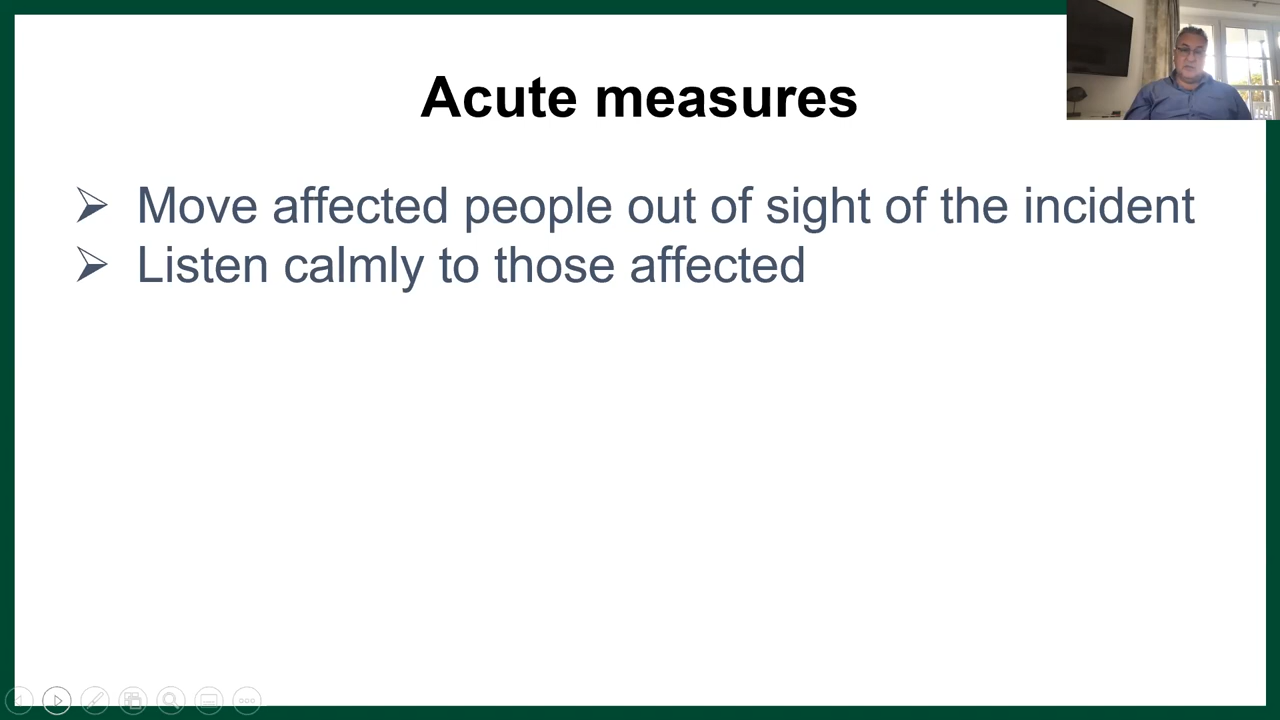 Acute measures
Move affected people out of sight of the incident
Listen calmly to those affected